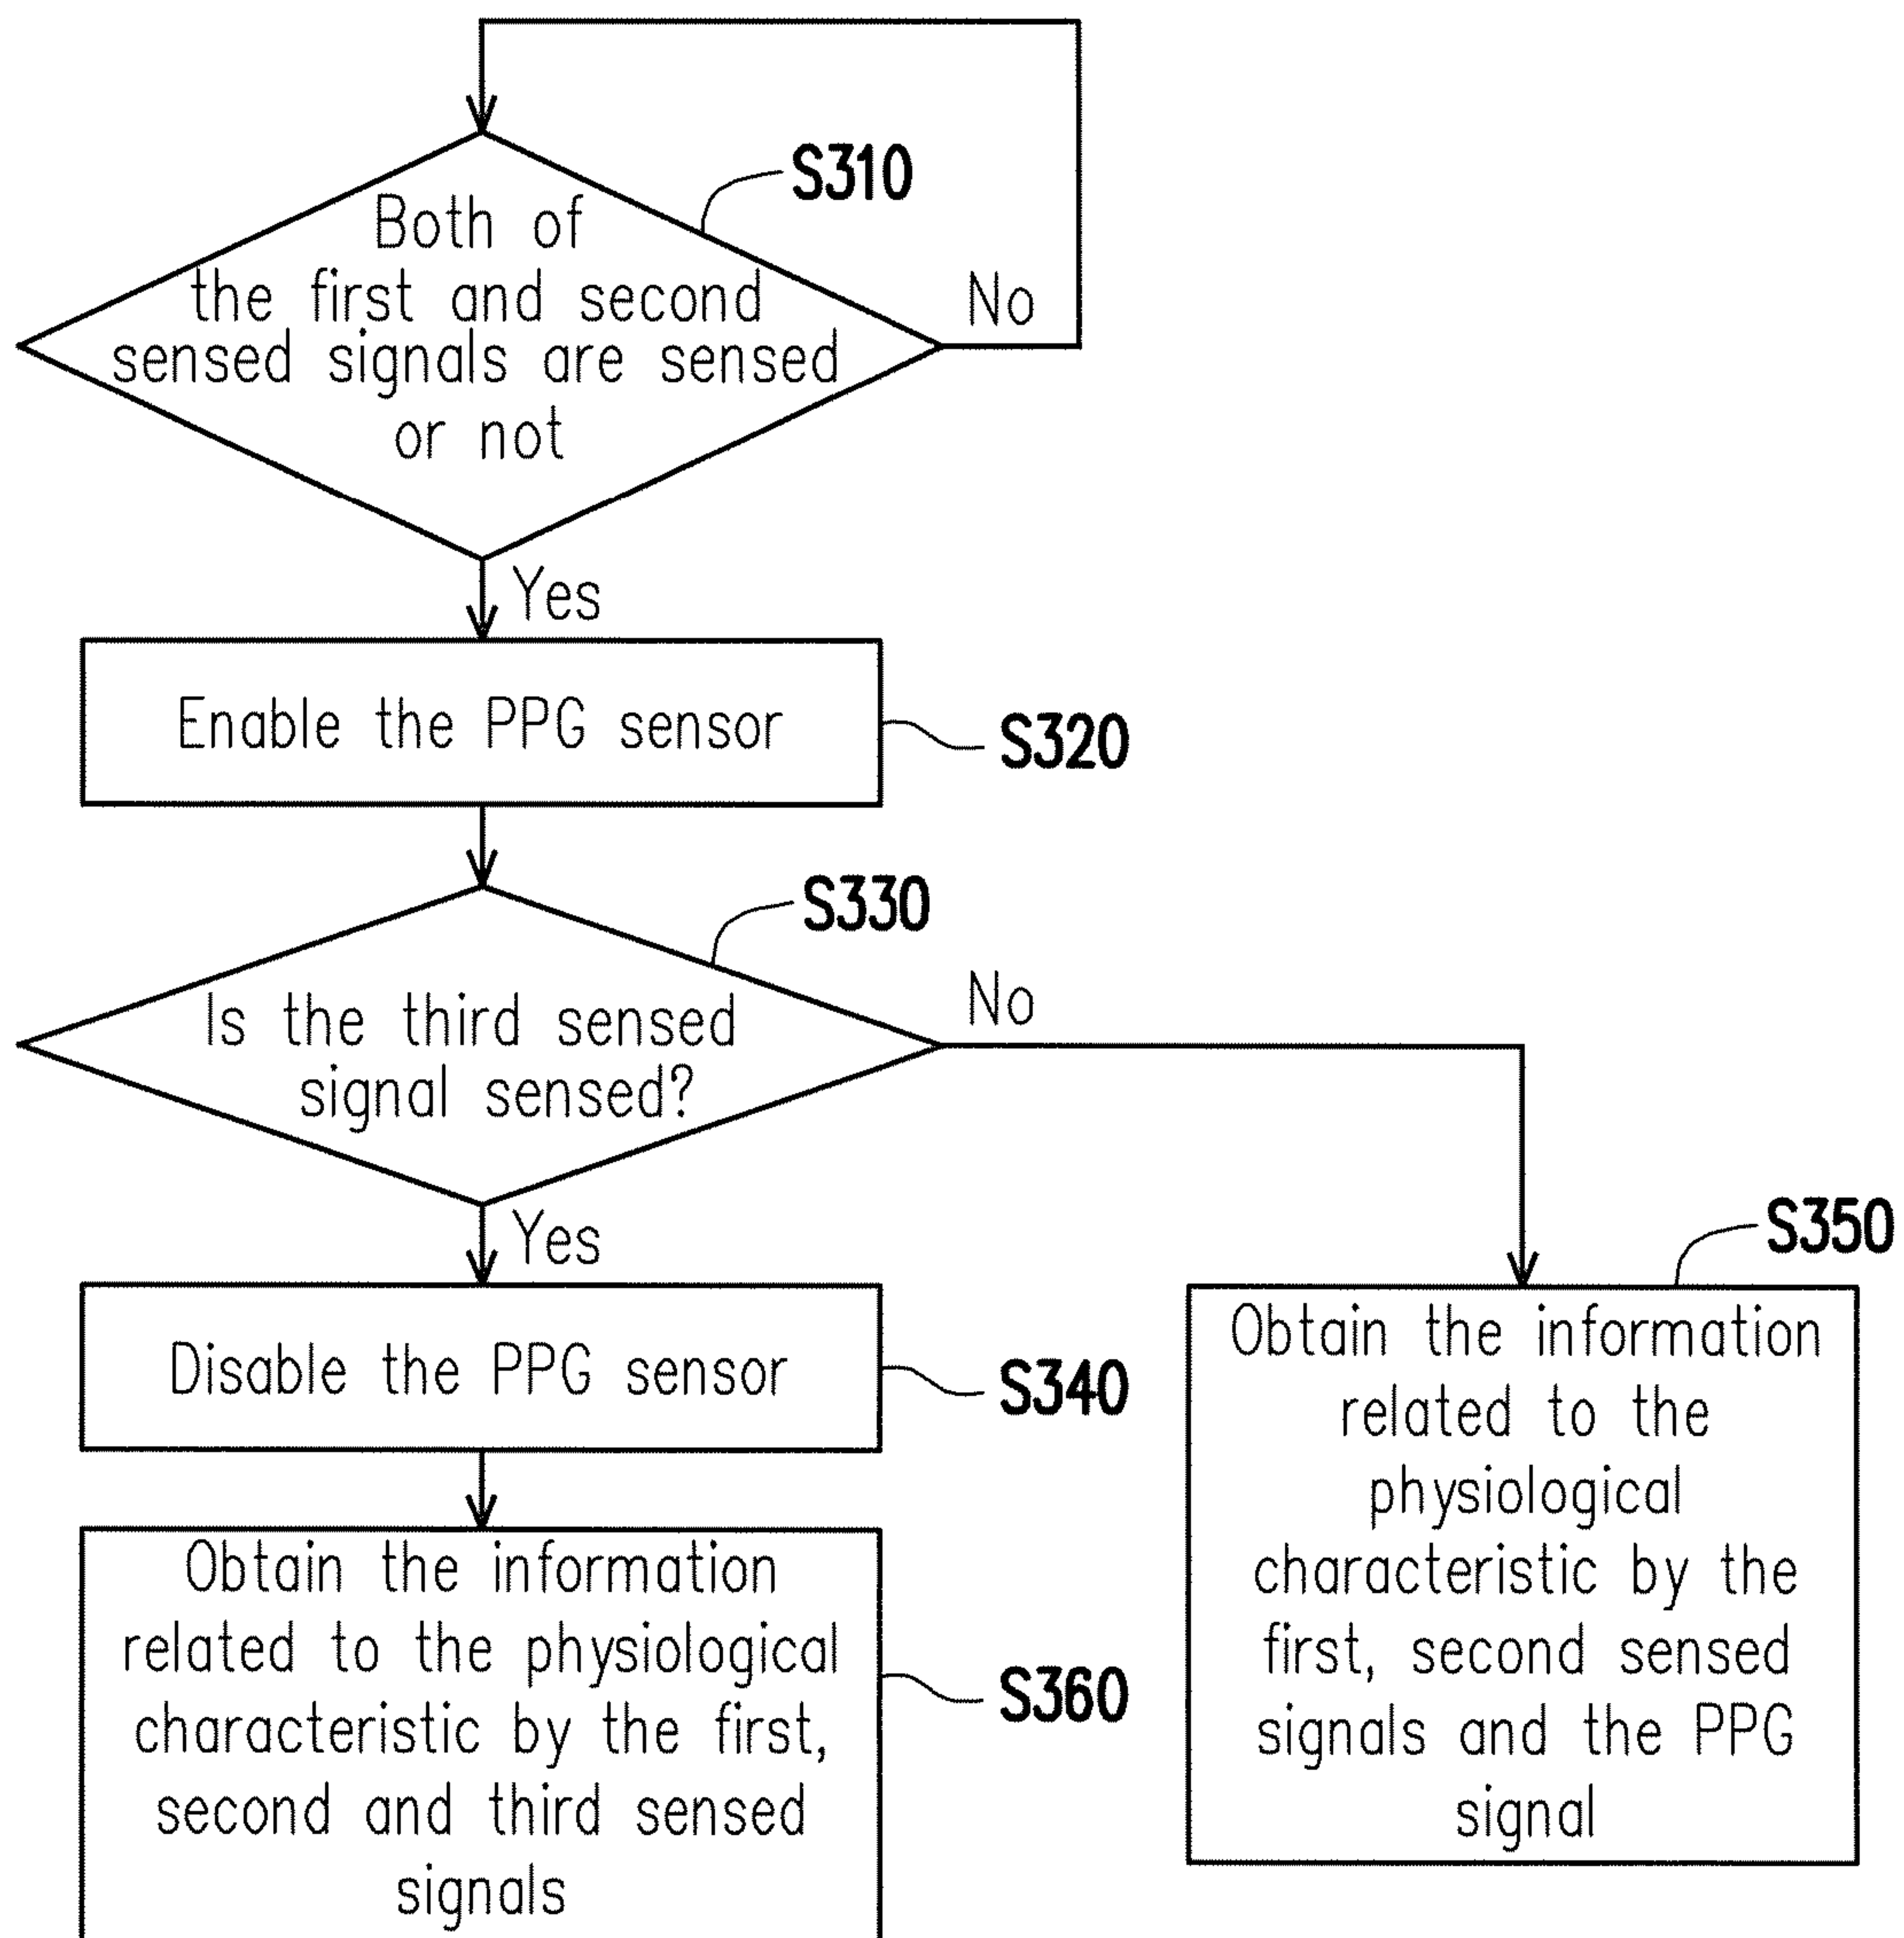 S310
Both of
the first and second
sensed signals are sensed
or not
No
Yes
Enable the PPG sensor
S320
S330
Is the third sensed
signal sensed?
No
Yes
Disable the PPG sensor
S340
S350
Obtain the information
related to the
physiological
characteristic by the
first, second sensed
signals and the PPG
signal
Obtain the information
related to the physiological
characteristic by the first,
second and third sensed
signals
S360